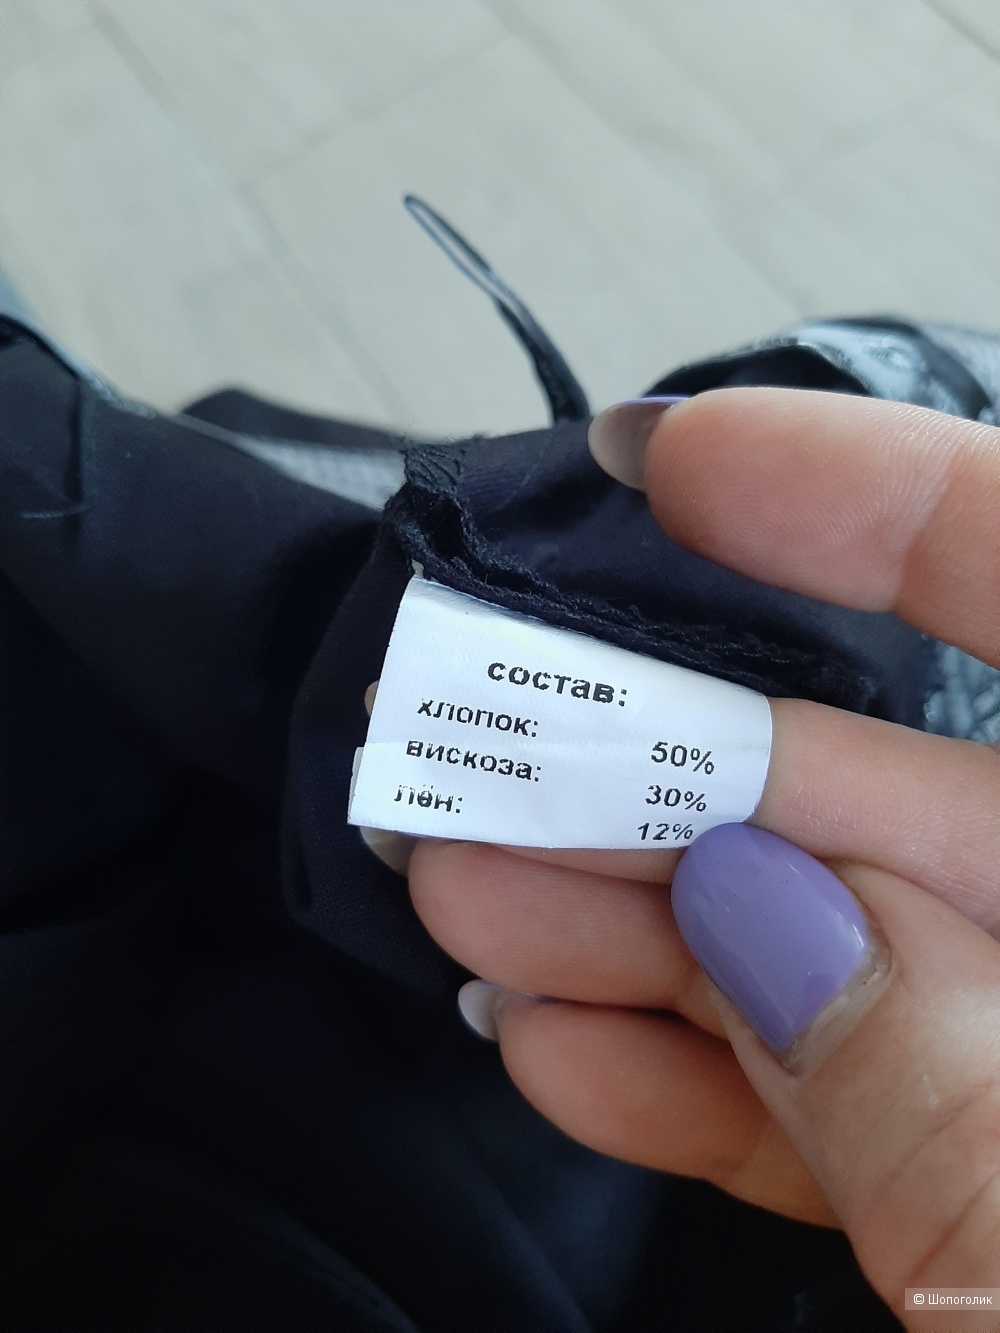 состав:
хлопок: 50%
вискоза: 30%
лён: 12%
© Шопоголик